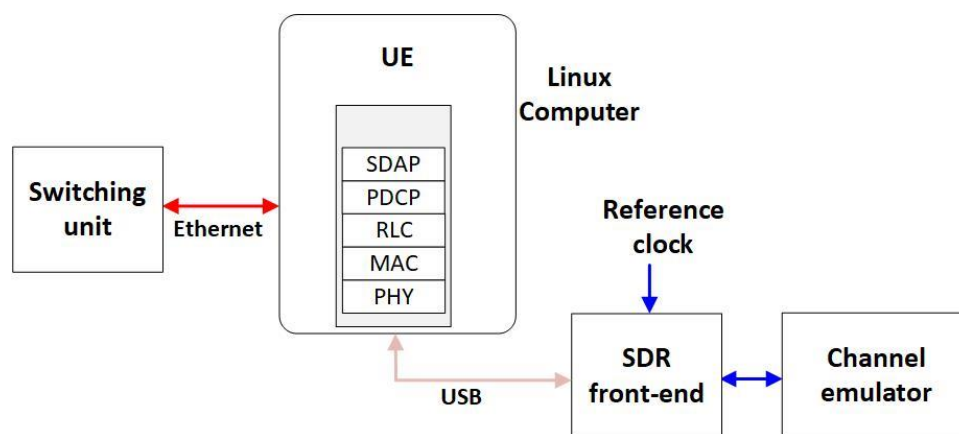 UE
Linux
Computer
SDAP
PDCP
RLC
MAC
PHY
Switching
unit
Ethernet
Reference
clock
USB
SDR
front-end
Channel
emulator